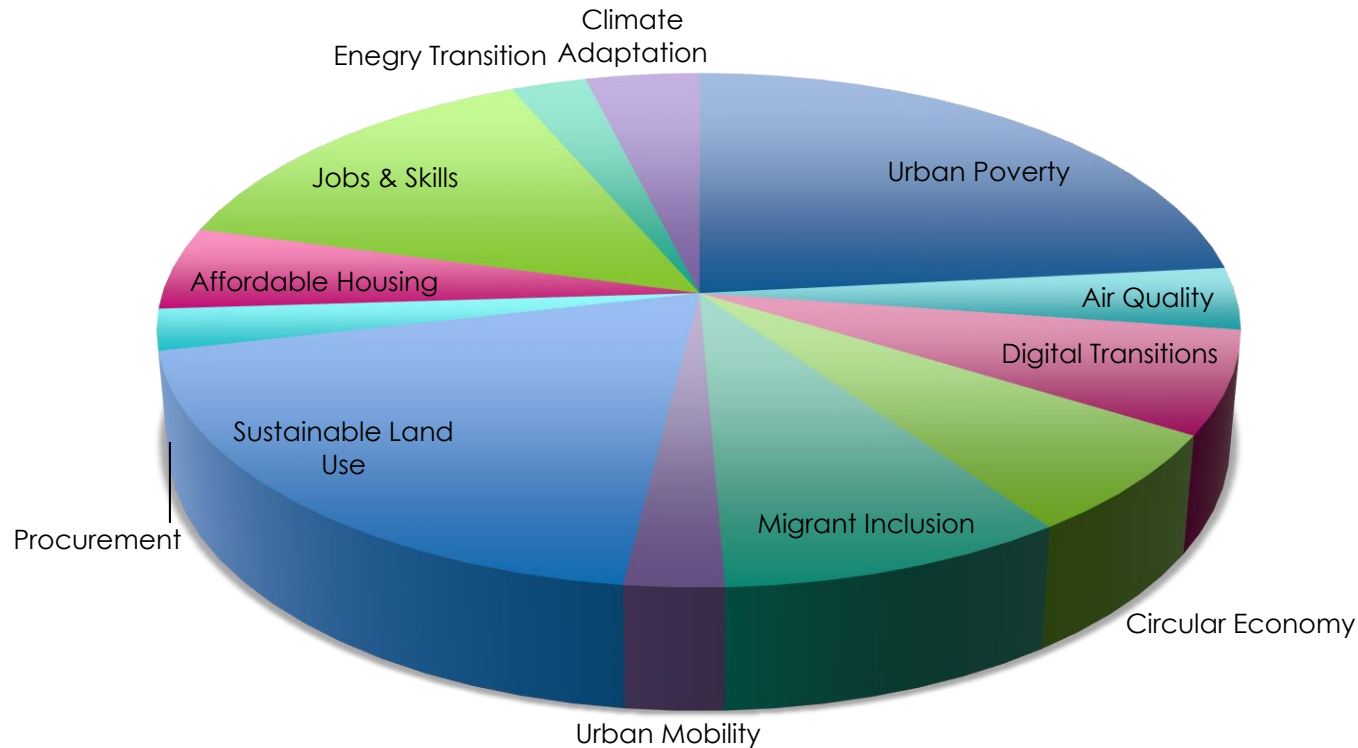 Climate
Adaptation
Enegry Transition
Jobs & Skills
Urban Poverty
Affordable Housing
Air Quality
Digital Transitions
Sustainable Land
Use
Migrant Inclusion
Procurement
Circular Economy
Urban Mobility